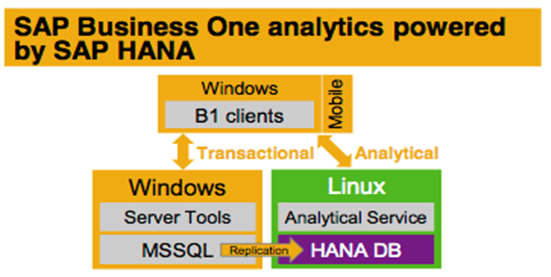 SAP Business One analytics powered
by SAP HANA
Windows
B1 clients
Mobile
Transactional
Analytical
Windows
Server Tools
MSSQL
Replication
Linux
Analytical Service
HANA DB